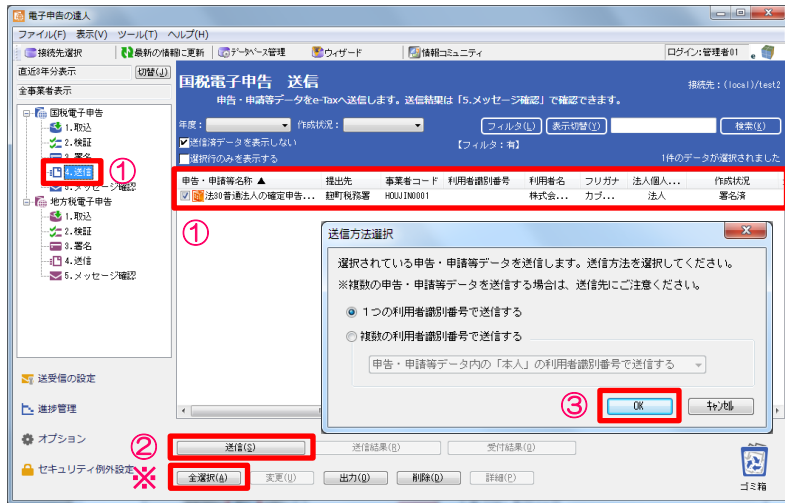 電子申告の達人
ファイル(F) 表示(V) ツール(T) ヘルプ(H)
接続先選択 最新の情報に更新 データベース管理 ウィザード 情報コミュニティ ログイン:管理者01
直近8年分表示 切替(J)
全事業者表示
国税電子申告
1.取込
2.検証
3.署名
4.送信
5.メッセージ確認
地方税電子申告
1.取込
2.検証
3.署名
4.送信
5.メッセージ確認
①
送受信の設定
進捗管理
オプション
セキュリティ例外設定
国税電子申告 送信
接続先:(local)/test2
申告・申請等データをe-Taxへ送信します。送信結果は「5.メッセージ確認」で確認できます。
年度: 作成状況: フィルタ(L) 表示切替(Y) 検索(K)
送信済データを表示しない 【フィルタ:有】
選択行のみを表示する 1件のデータが選択されました
申告・申請等名称 ▲ 提出先 事業者コード 利用者識別番号 利用者名 フリガナ 法人個人... 作成状況
法30普通法人の確定申告... 麹町税務署 HOUJIN0001 株式会... カブ... 法人 署名済
①
送信方法選択
選択されている申告・申請等データを送信します。送信方法を選択してください。
※複数の申告・申請等データを送信する場合は、送信先にご注意ください。
1つの利用者識別番号で送信する
複数の利用者識別番号で送信する
申告・申請等データ内の「本人」の利用者識別番号で送信する
③ OK キャンセル
② 送信(S) 送信結果(R) 受付結果(Q)
※ 全選択(A) 変更(U) 出力(O) 削除(D) 詳細(P)
ゴミ箱